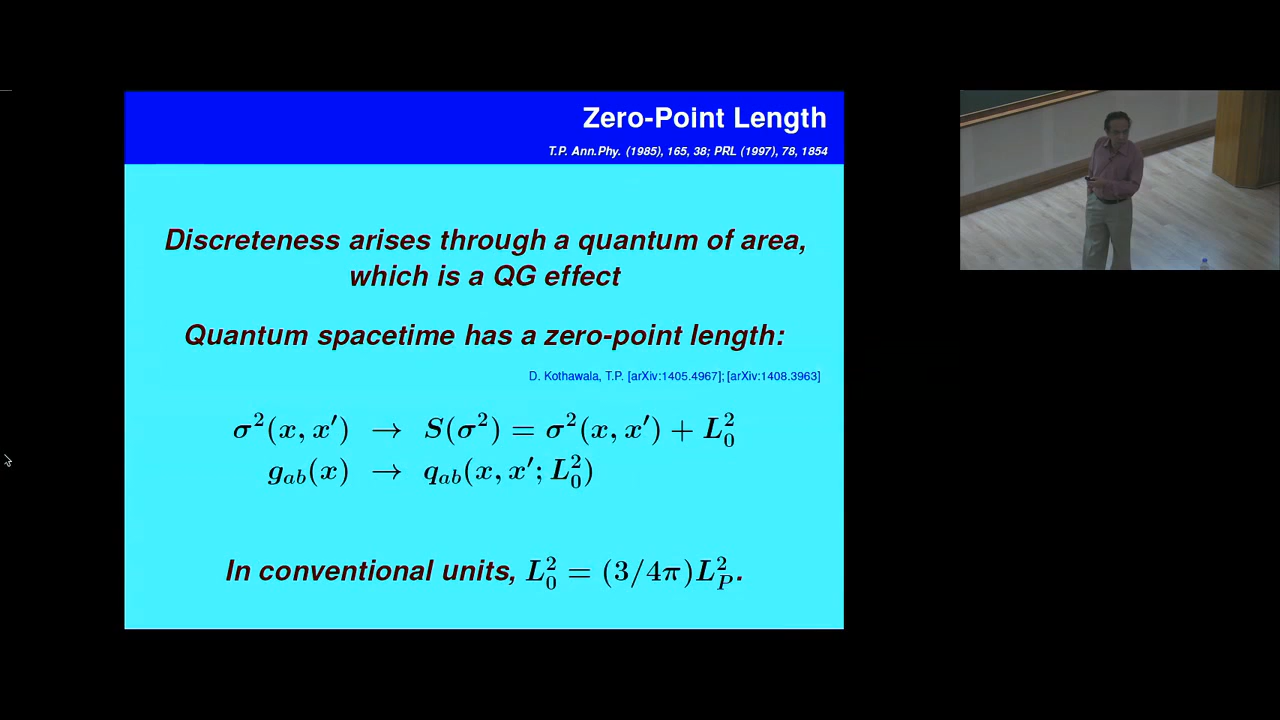 Zero-Point Length
T.P. Ann.Phy. (1985), 165, 38; PRL (1997), 78, 1854
Discreteness arises through a quantum of area,
which is a QG effect
Quantum spacetime has a zero-point length:
D. Kothawala, T.P. [arXiv:1405.4967]; [arXiv:1408.3963]
σ²(x, x′) → S(σ²) = σ²(x, x′) + L₀²
g_ab(x) → q_ab(x, x′; L₀²)
In conventional units, L₀² = (3/4π)L_P².